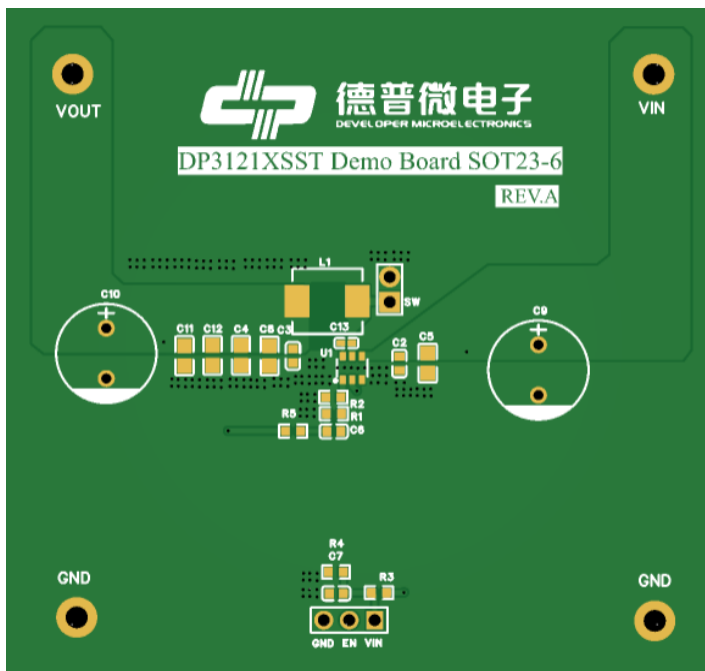 VOUT
VIN
德普微电子
DEVELOPER MICROELECTRONICS
DP3121XSST Demo Board SOT23-6
REV.A
L1
SW
C10
C9
C11
C12
C4
C8
C3
C13
U1
C2
C5
R2
R1
R5
C6
R4
C7
R3
GND
GND
GND EN VIN